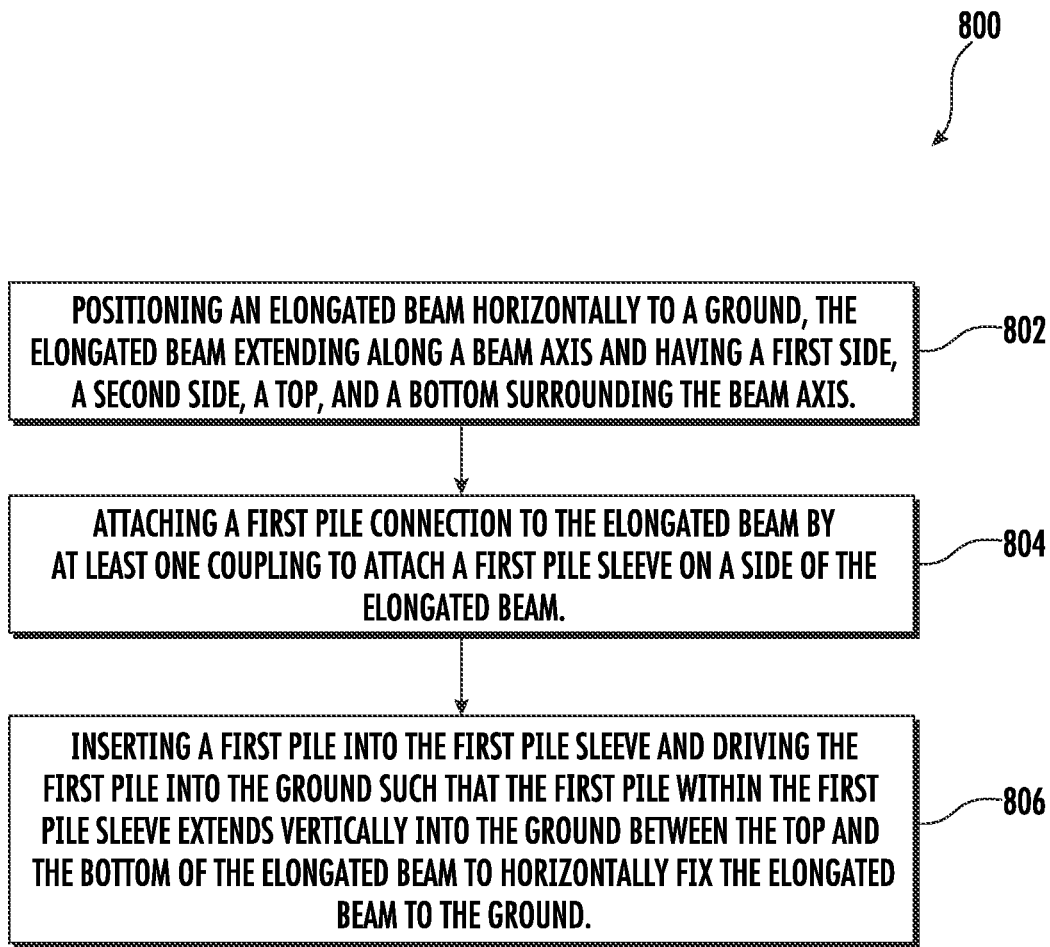 800
POSITIONING AN ELONGATED BEAM HORIZONTALLY TO A GROUND, THE
ELONGATED BEAM EXTENDING ALONG A BEAM AXIS AND HAVING A FIRST SIDE,
A SECOND SIDE, A TOP, AND A BOTTOM SURROUNDING THE BEAM AXIS.
802
ATTACHING A FIRST PILE CONNECTION TO THE ELONGATED BEAM BY
AT LEAST ONE COUPLING TO ATTACH A FIRST PILE SLEEVE ON A SIDE OF THE
ELONGATED BEAM.
804
INSERTING A FIRST PILE INTO THE FIRST PILE SLEEVE AND DRIVING THE
FIRST PILE INTO THE GROUND SUCH THAT THE FIRST PILE WITHIN THE FIRST
PILE SLEEVE EXTENDS VERTICALLY INTO THE GROUND BETWEEN THE TOP AND
THE BOTTOM OF THE ELONGATED BEAM TO HORIZONTALLY FIX THE ELONGATED
BEAM TO THE GROUND.
806